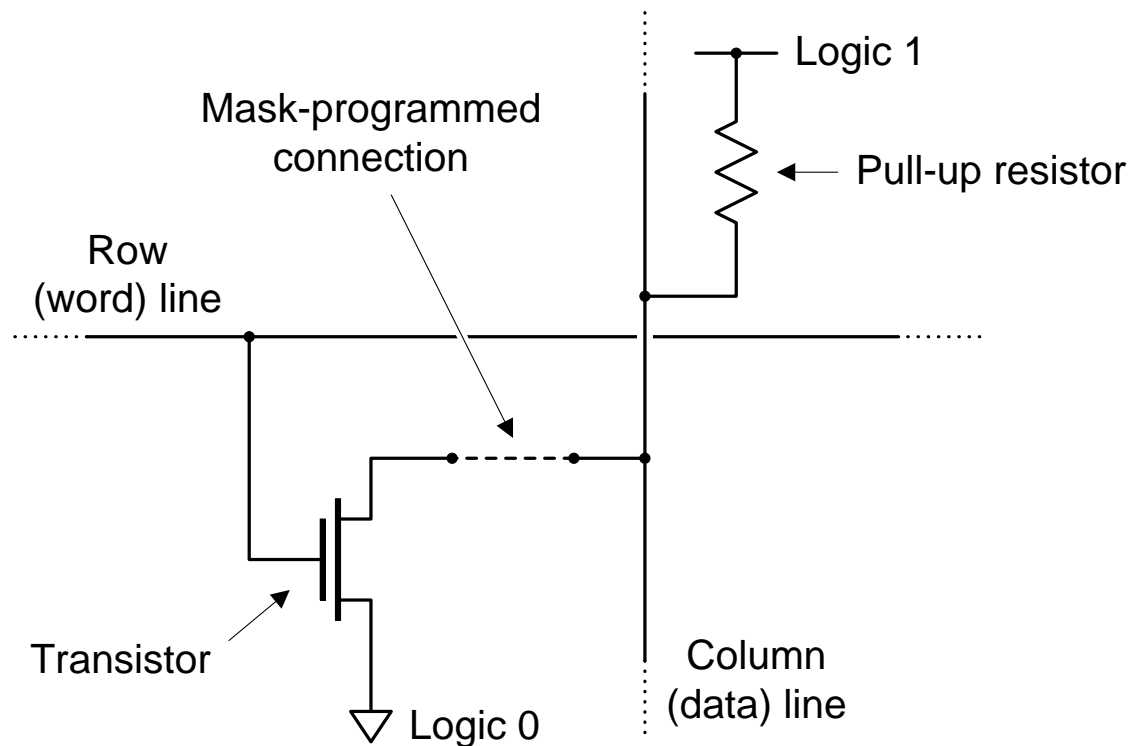 Logic 1
Mask-programmed
connection
Pull-up resistor
Row
(word) line
Transistor
Column
(data) line
Logic 0